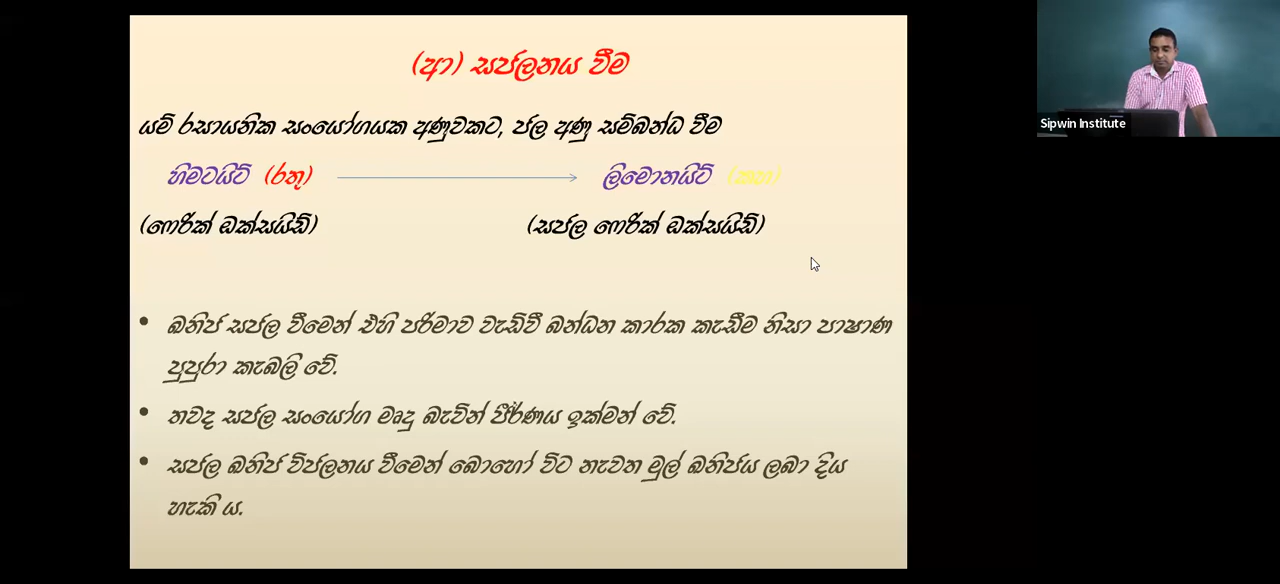 (ආ) සජලනය වීම
යම් රසායනික සංයෝගයක අණුවකට, ජල අණු සම්බන්ධ වීම
හිමටයිට් (රතු) ලිමොනයිට් (කහ)
(ෆෙරික් ඔක්සයිඩ්) (සජල ෆෙරික් ඔක්සයිඩ්)
• ඛනිජ සජල වීමෙන් එහි පරිමාව වැඩිවී බන්ධන කාරක කැඩීම නිසා පාෂාණ
පුපුරා කැබලි වේ.
• තවද සජල සංයෝග මෘදු බැවින් ජීර්ණය ඉක්මන් වේ.
• සජල ඛනිජ විජලනය වීමෙන් බොහෝ විට නැවත මුල් ඛනිජය ලබා දිය
හැකි ය.
Sipwin Institute